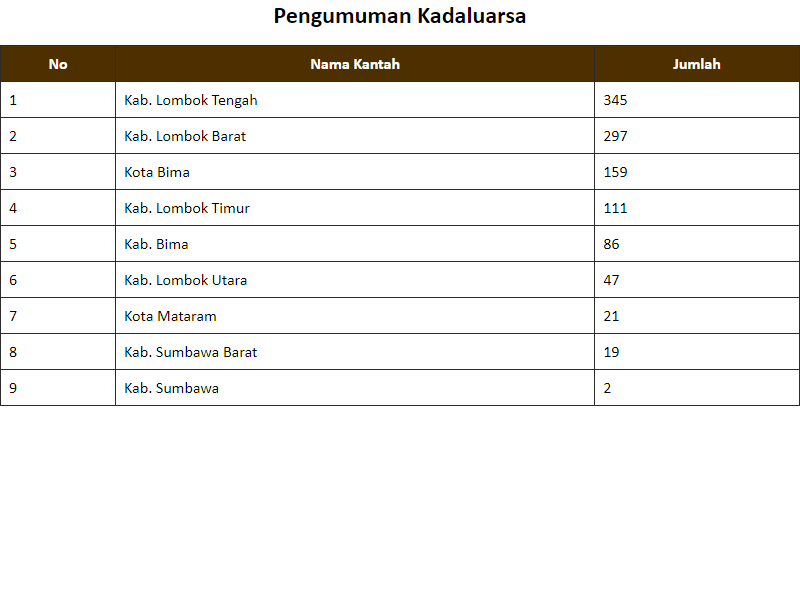 Pengumuman Kadaluarsa
No Nama Kantah Jumlah
1 Kab. Lombok Tengah 345
2 Kab. Lombok Barat 297
3 Kota Bima 159
4 Kab. Lombok Timur 111
5 Kab. Bima 86
6 Kab. Lombok Utara 47
7 Kota Mataram 21
8 Kab. Sumbawa Barat 19
9 Kab. Sumbawa 2